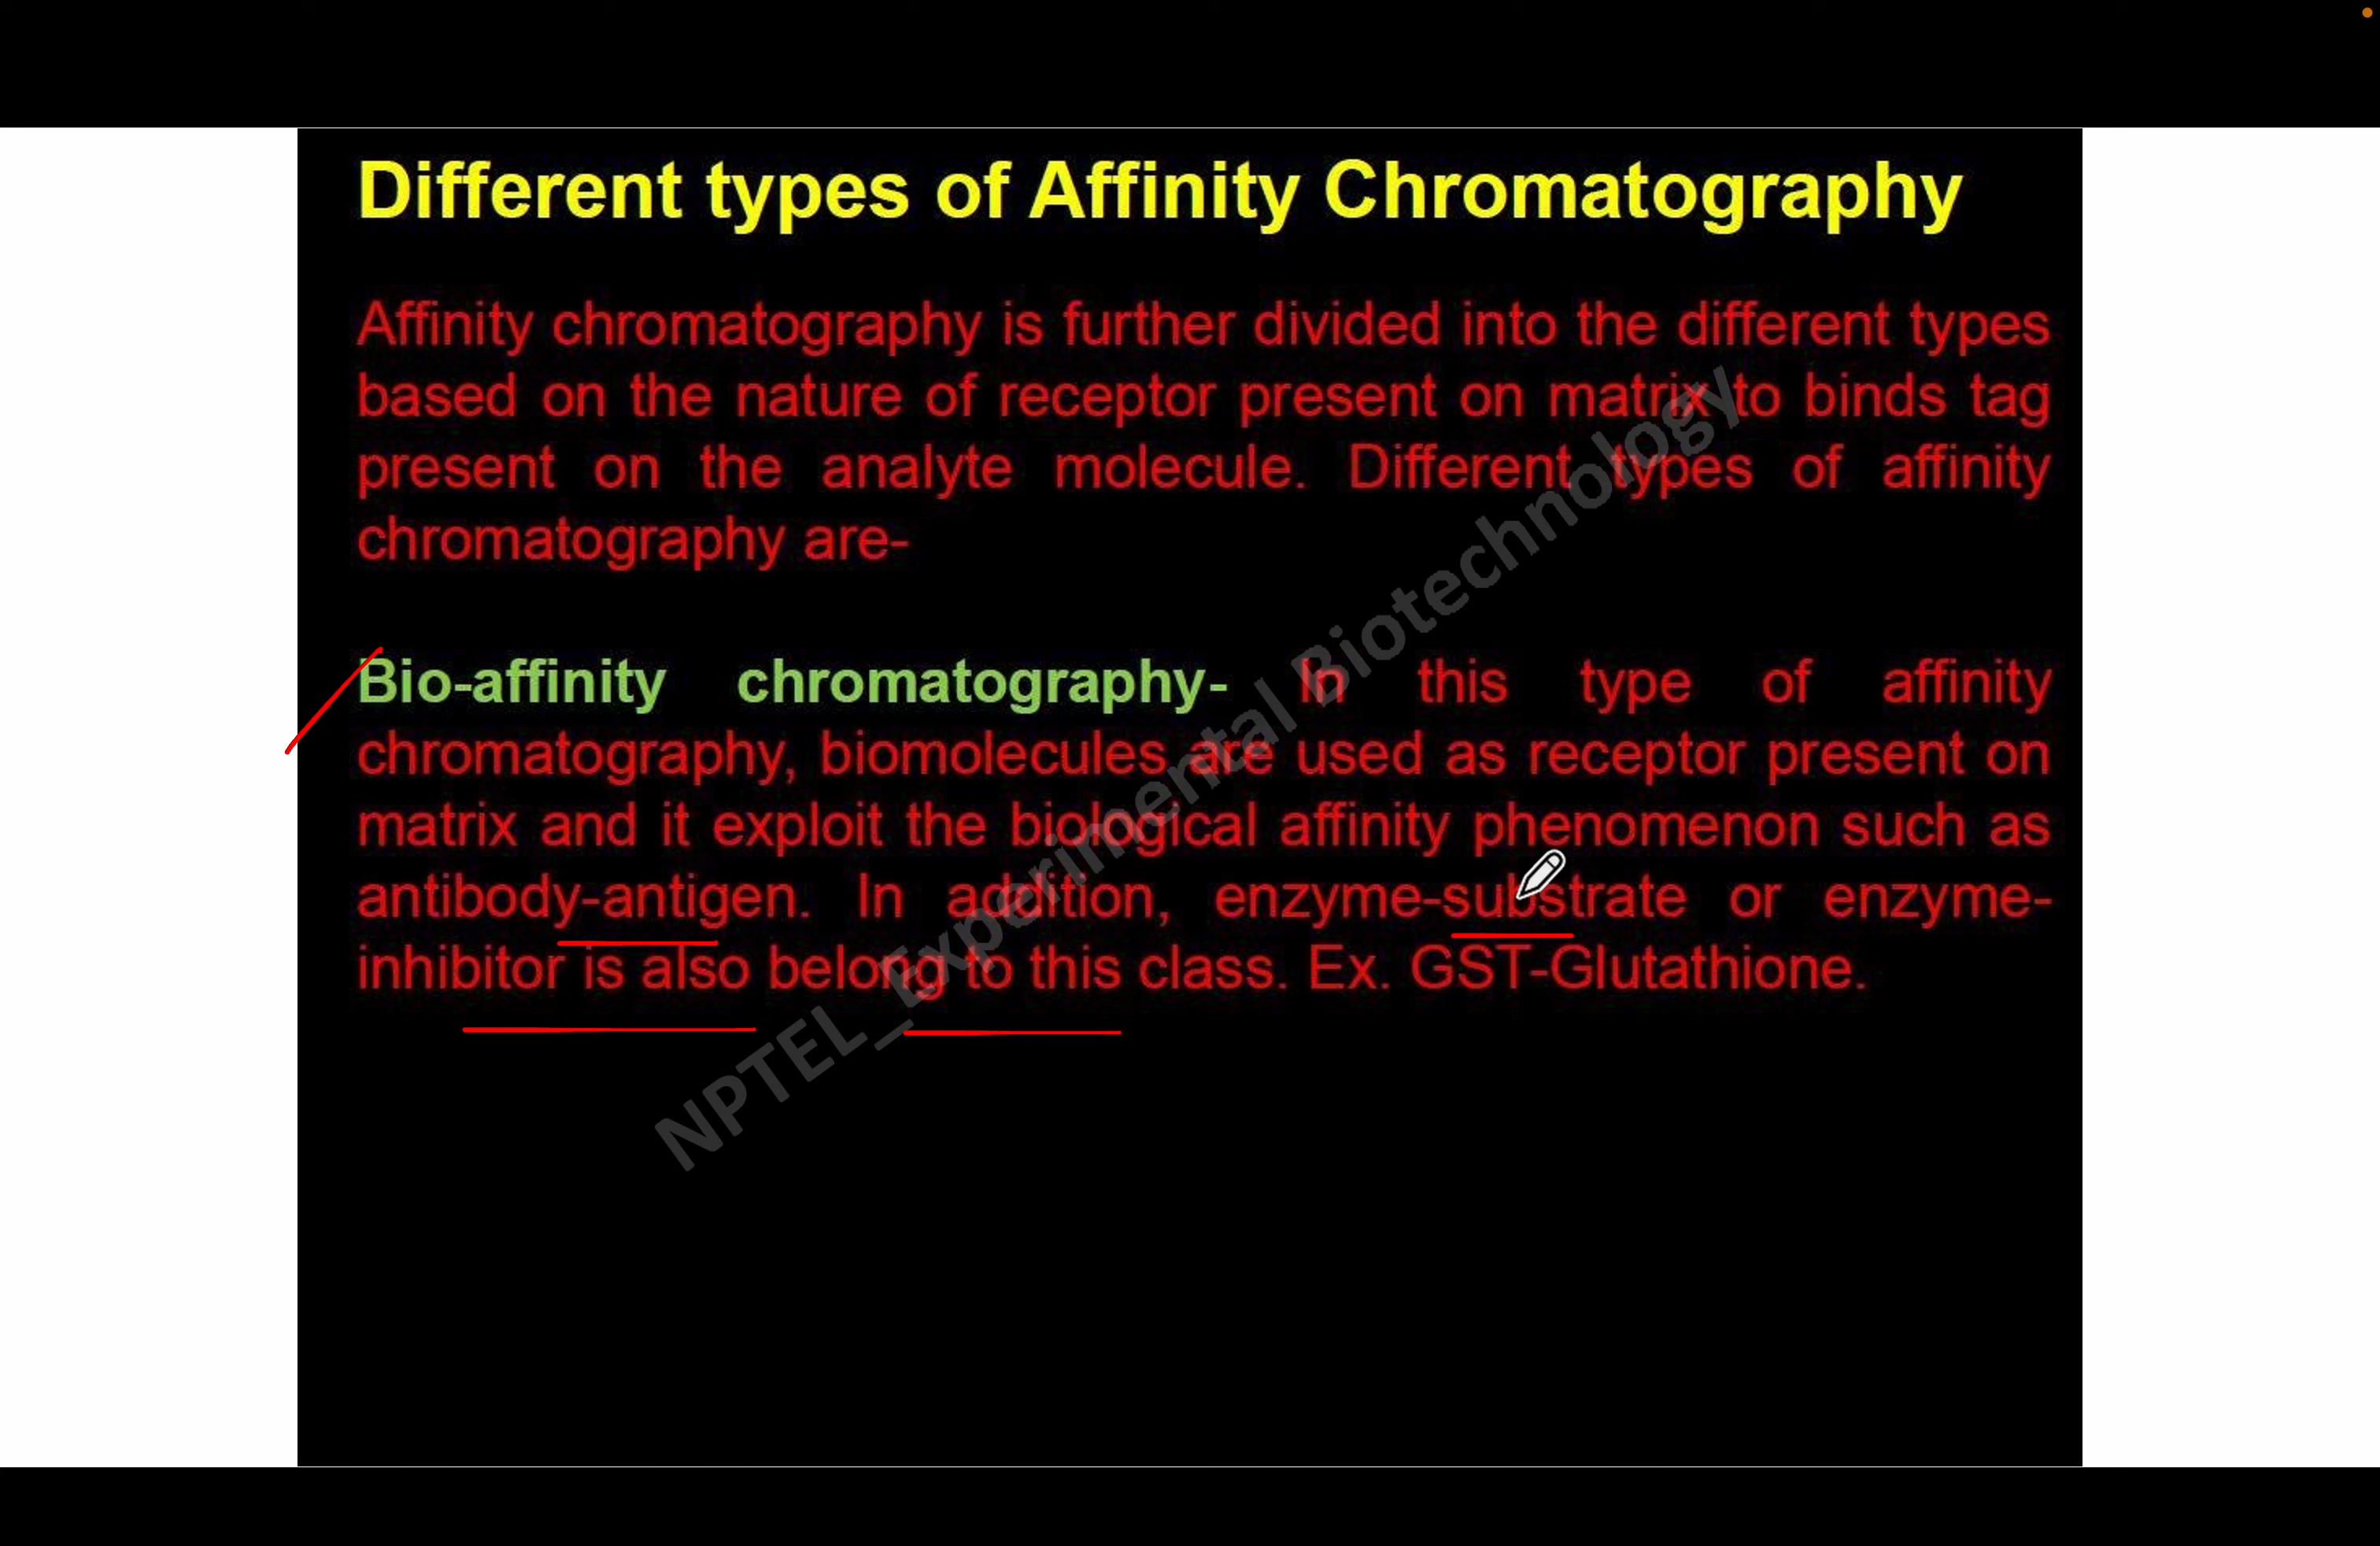 Different types of Affinity Chromatography
Affinity chromatography is further divided into the different types
based on the nature of receptor present on matrix to binds tag
present on the analyte molecule. Different types of affinity
chromatography are-
Bio-affinity chromatography- In this type of affinity
chromatography, biomolecules are used as receptor present on
matrix and it exploit the biological affinity phenomenon such as
antibody-antigen. In addition, enzyme-substrate or enzyme-
inhibitor is also belong to this class. Ex. GST-Glutathione.
NPTEL_Experimental Biotechnology